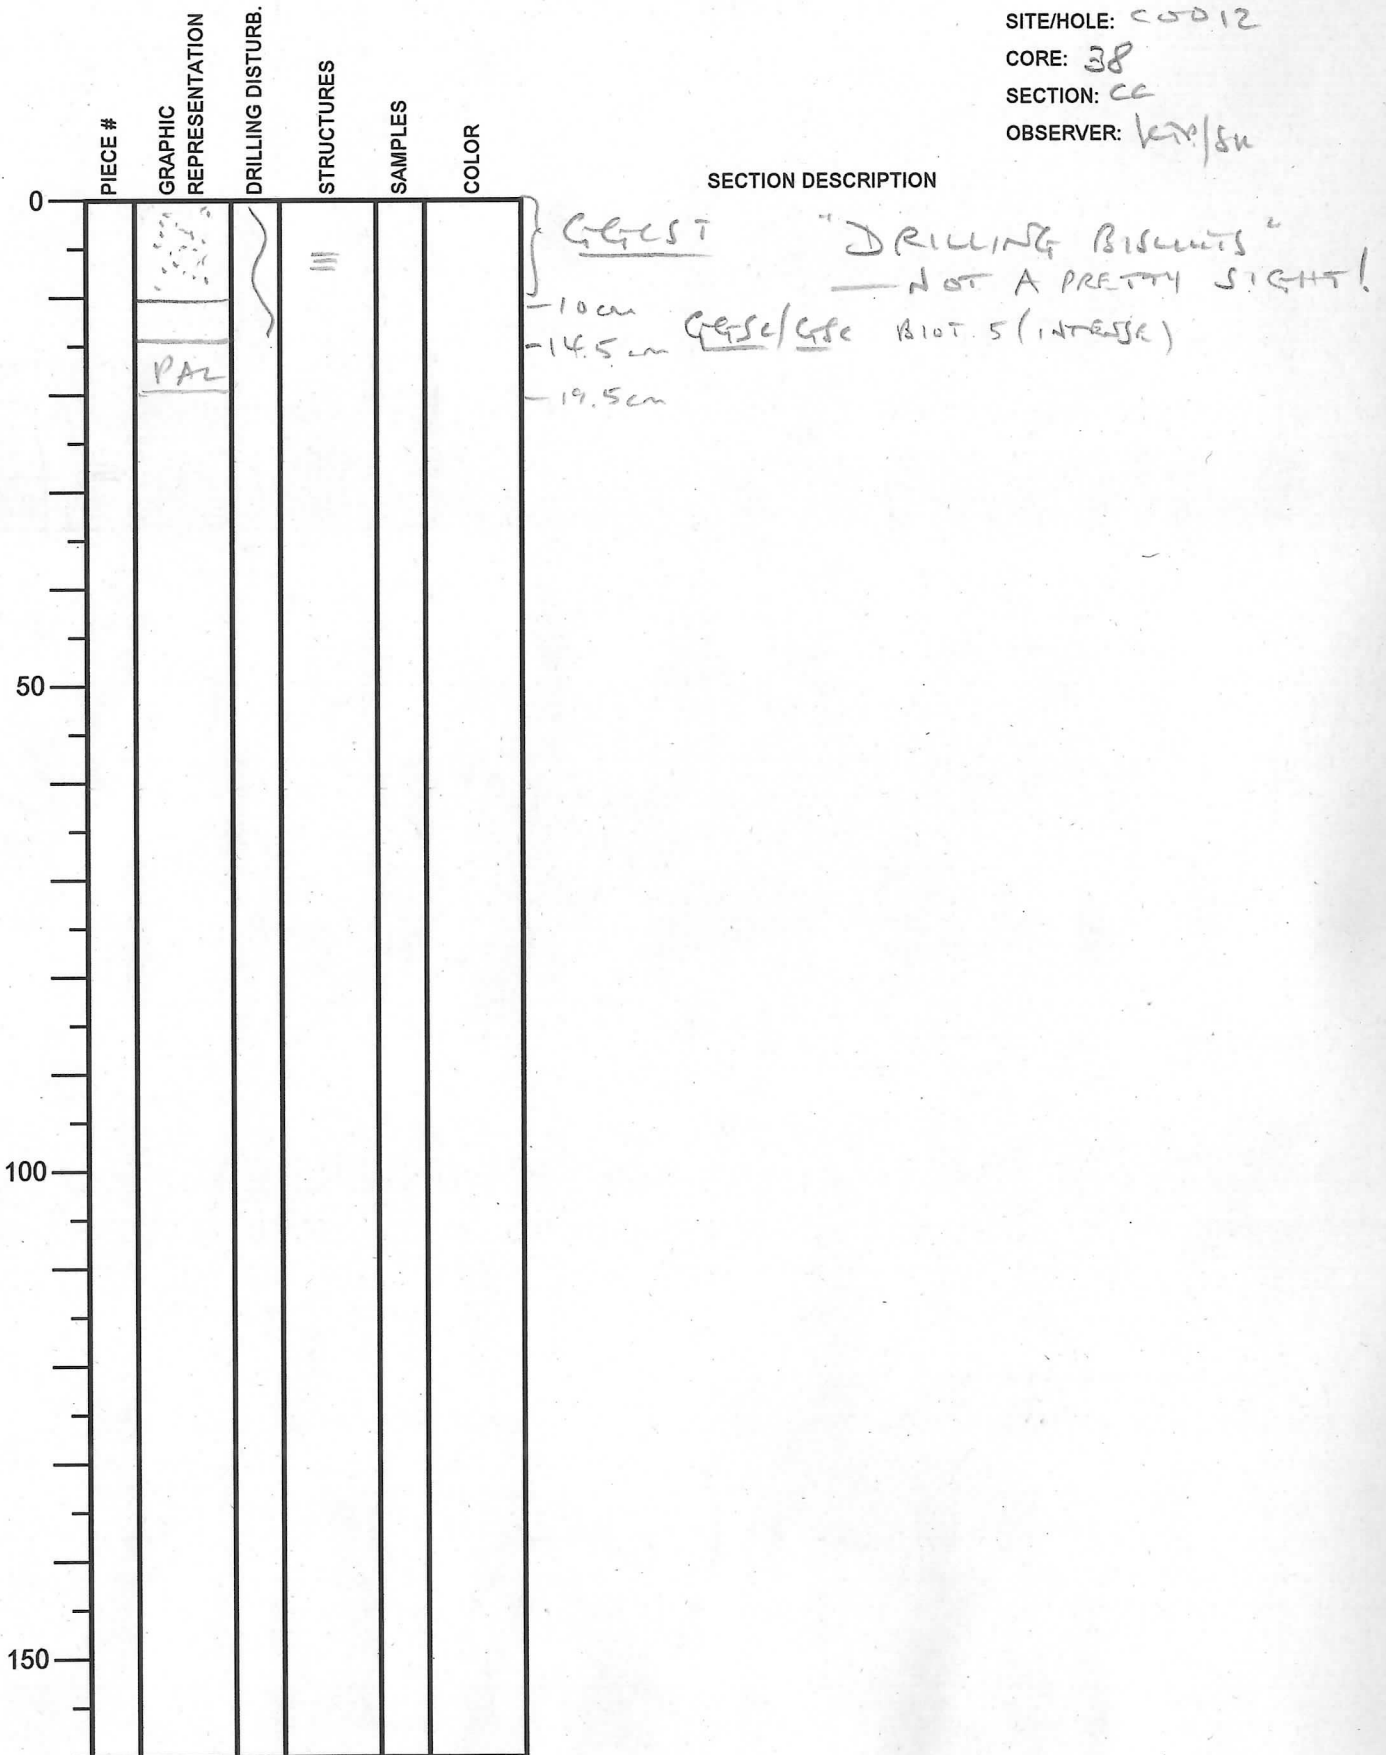 SITE/HOLE: COD12
CORE: 38
SECTION: CC
OBSERVER:
PIECE #
GRAPHIC REPRESENTATION
DRILLING DISTURB.
STRUCTURES
SAMPLES
COLOR
SECTION DESCRIPTION
0
GGCST "DRILLING BISCUITS"
— NOT A PRETTY SIGHT!
-10cm
-14.5cm GGSC/GSC BIOT. 5 (INTENSE)
PAL
-19.5cm
50
100
150